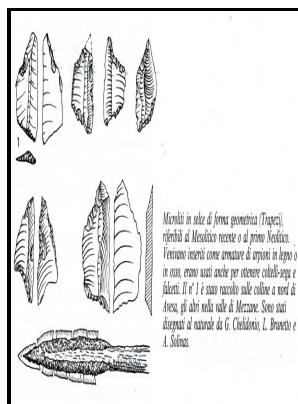 1
Microliti in selce di forma geometrica (Trapezi),
riferibili al Mesolitico recente o al primo Neolitico.
Venivano inseriti come armature di arpioni in legno o
in osso, erano usati anche per ottenere coltelli-sega e
falcetti. Il n° 1 è stato raccolto sulle colline a nord di
Avesa, gli altri nella valle di Mezzane. Sono stati
disegnati al naturale da G. Chelidonio, L. Brunetto e
A. Solinas.